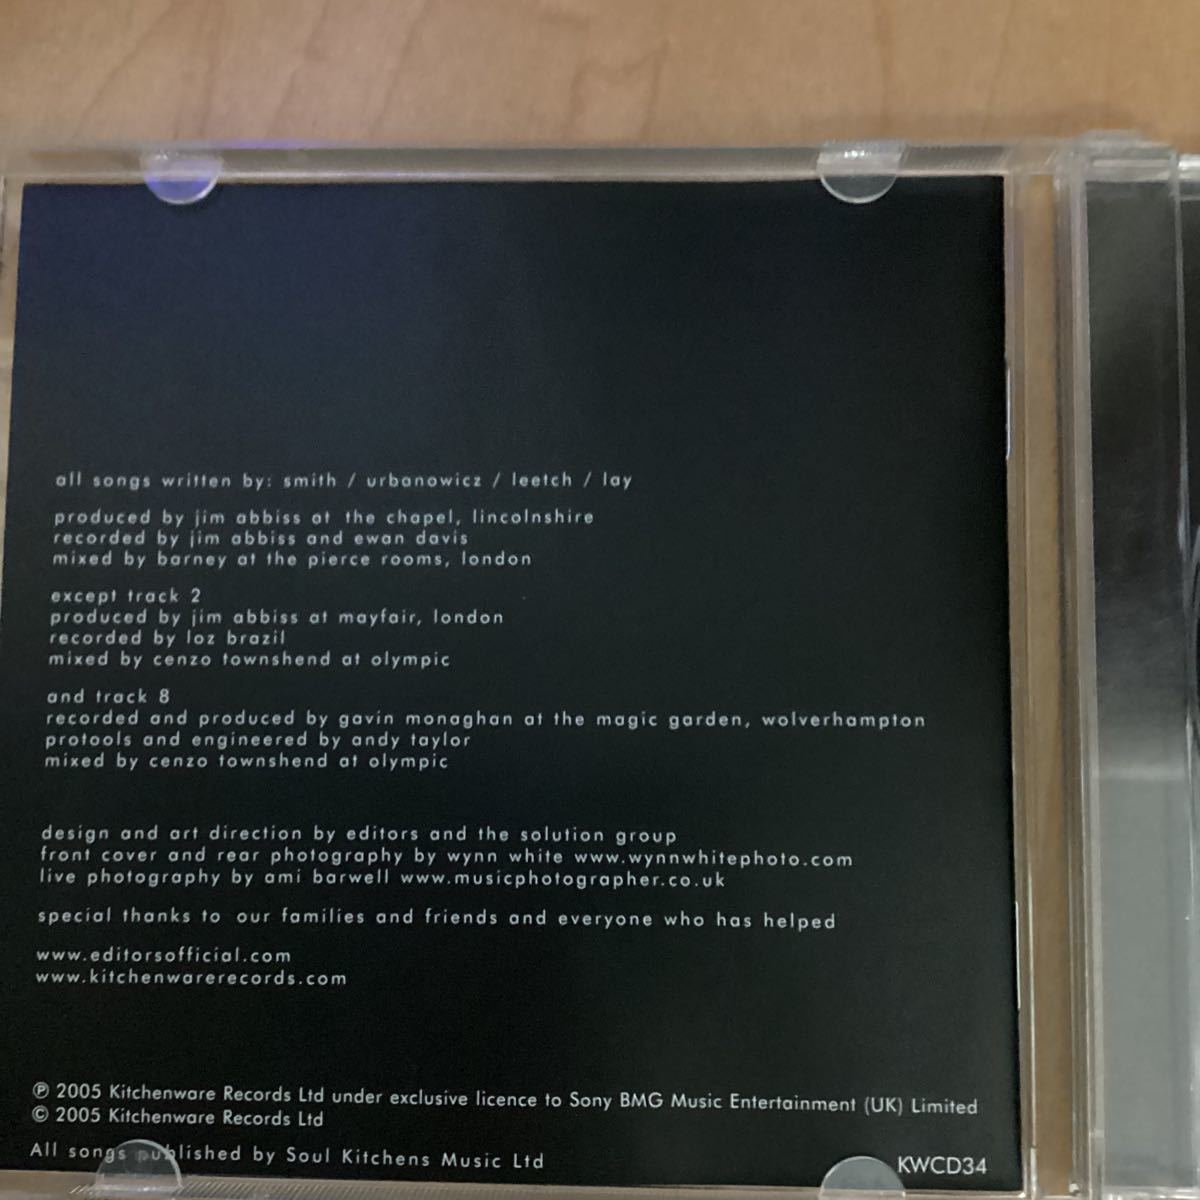 all songs written by: smith / urbanowicz / leetch / lay
produced by jim abbiss at the chapel, lincolnshire
recorded by jim abbiss and ewan davis
mixed by barney at the pierce rooms, london
except track 2
produced by jim abbiss at mayfair, london
recorded by loz brazil
mixed by cenzo townshend at olympic
and track 8
recorded and produced by gavin monaghan at the magic garden, wolverhampton
protools and engineered by andy taylor
mixed by cenzo townshend at olympic
design and art direction by editors and the solution group
front cover and rear photography by wynn white www.wynnwhitephoto.com
live photography by ami barwell www.musicphotographer.co.uk
special thanks to our families and friends and everyone who has helped
www.editorsofficial.com
www.kitchenwarerecords.com
℗ 2005 Kitchenware Records Ltd under exclusive licence to Sony BMG Music Entertainment (UK) Limited
© 2005 Kitchenware Records Ltd
All songs published by Soul Kitchens Music Ltd
KWCD34